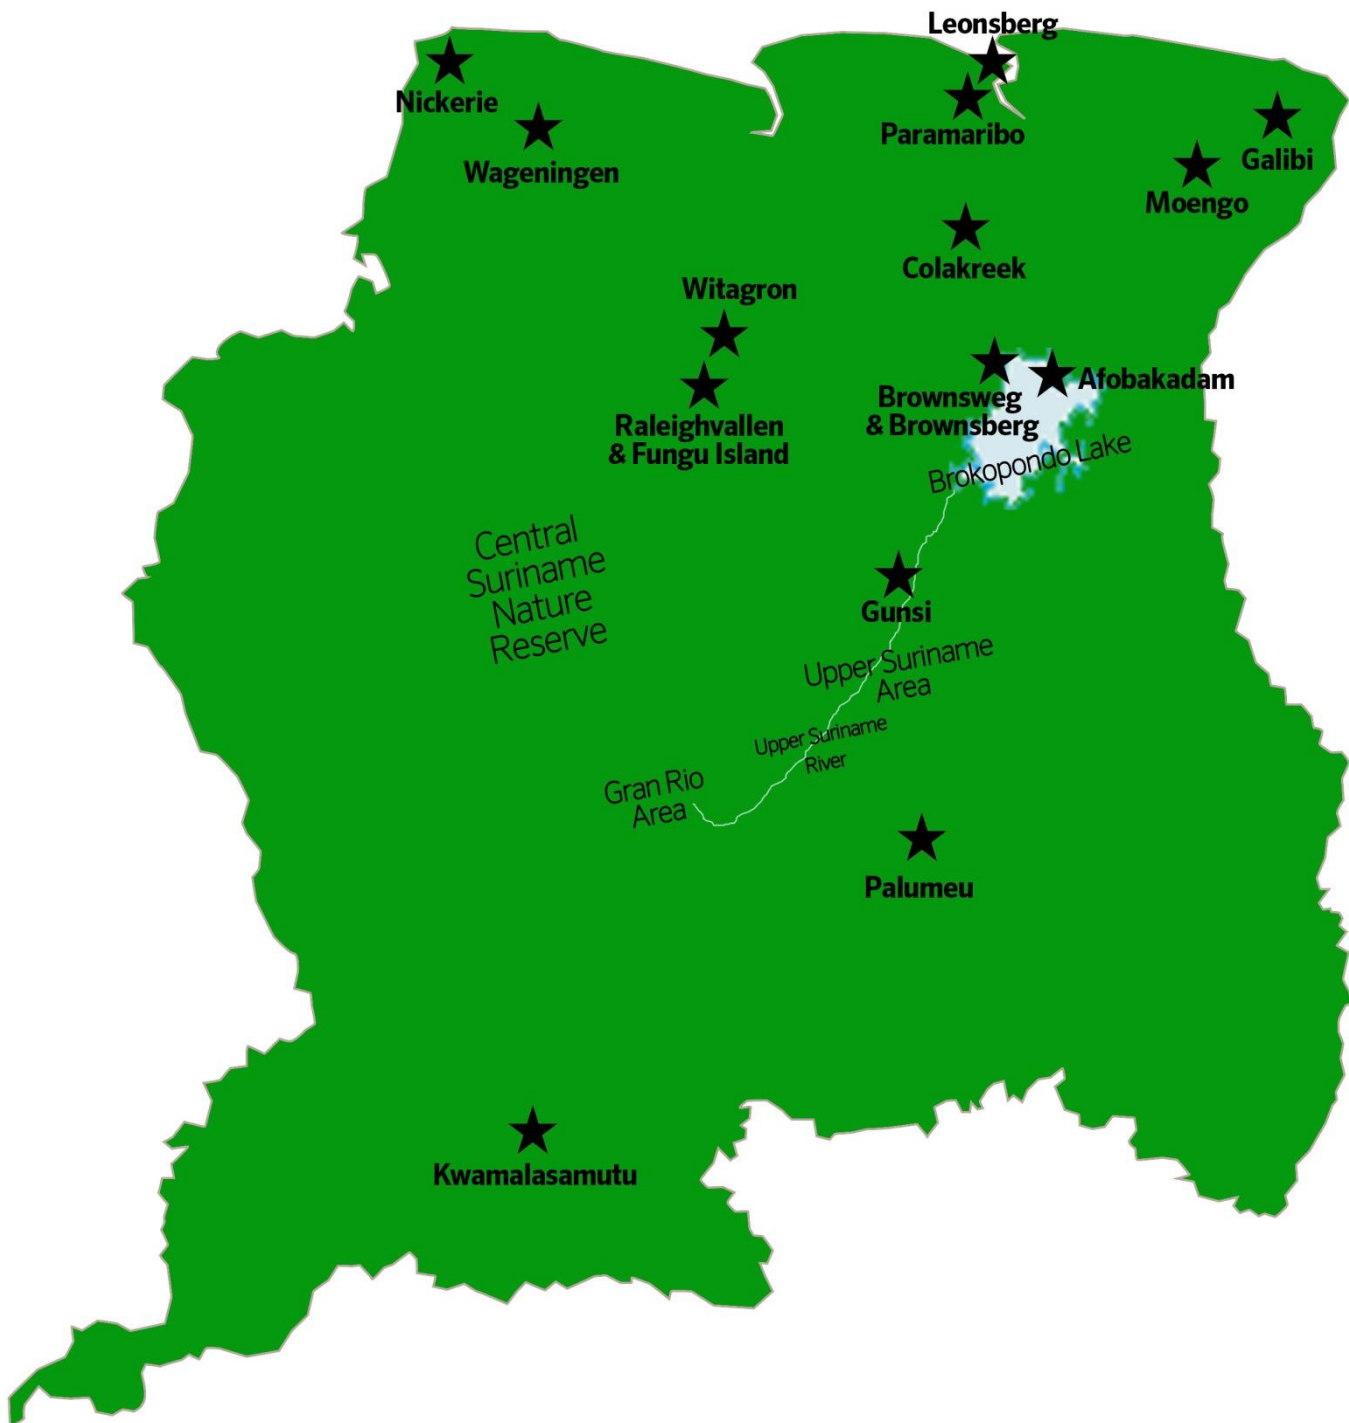 Leonsberg
Nickerie
Paramaribo
Galibi
Wageningen
Moengo
Colakreek
Witagron
Afobakadam
Brownsweg
& Brownsberg
Raleighvallen
& Fungu Island
Brokopondo Lake
Central
Suriname
Nature
Reserve
Gunsi
Upper Suriname
Area
Upper Suriname
River
Gran Rio
Area
Palumeu
Kwamalasamutu